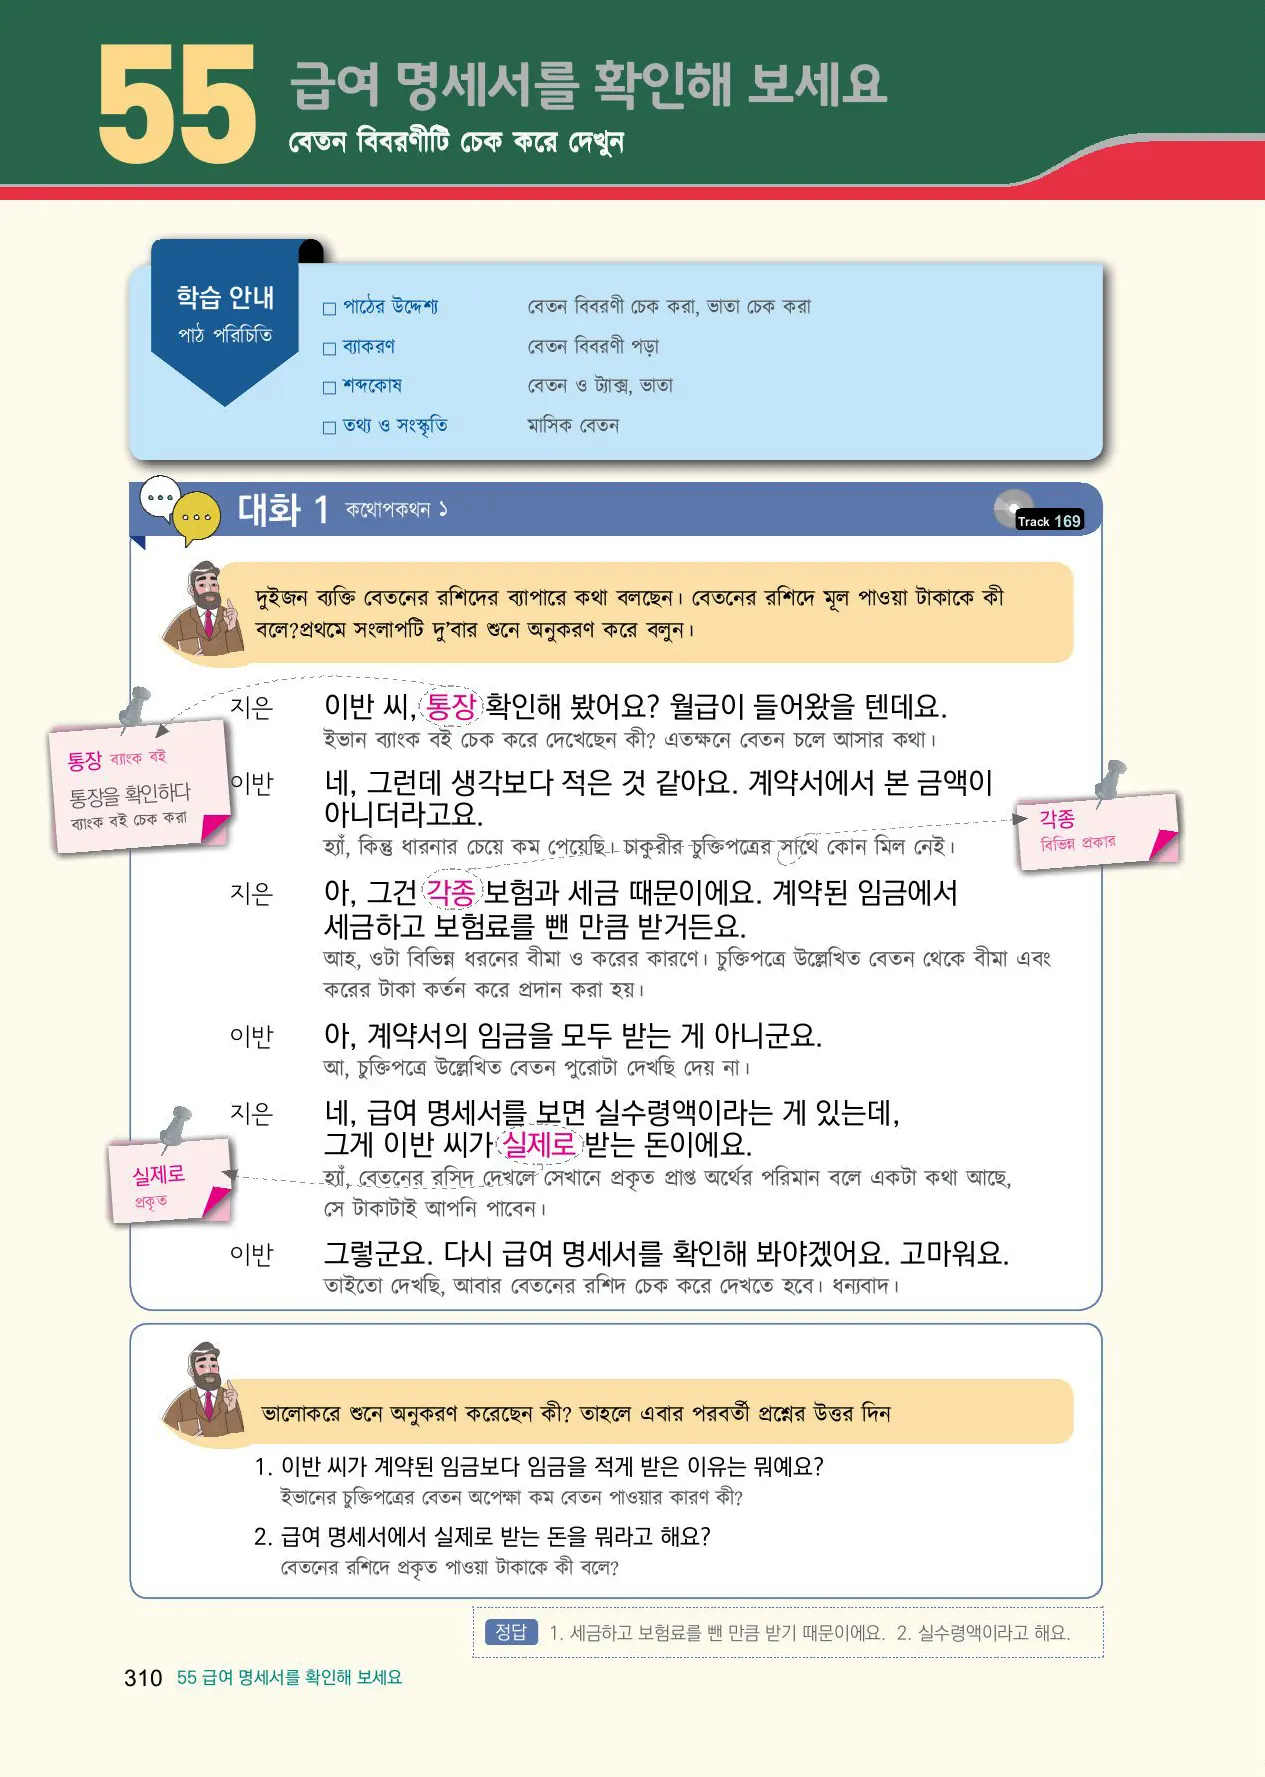 55
급여 명세서를 확인해 보세요
বেতন বিবরণীটি চেক করে দেখুন
학습 안내
পাঠ পরিচিতি
□ পাঠের উদ্দেশ্য বেতন বিবরণী চেক করা, ভাতা চেক করা
□ ব্যাকরণ বেতন বিবরণী পড়া
□ শব্দকোষ বেতন ও ট্যাক্স, ভাতা
□ তথ্য ও সংস্কৃতি মাসিক বেতন
대화 1 কথোপকথন ১
Track 169
দুইজন ব্যক্তি বেতনের রশিদের ব্যাপারে কথা বলছেন। বেতনের রশিদে মূল পাওয়া টাকাকে কী
বলে?প্রথমে সংলাপটি দু’বার শুনে অনুকরণ করে বলুন।
지은 이반 씨, 통장 확인해 봤어요? 월급이 들어왔을 텐데요.
ইভান ব্যাংক বই চেক করে দেখেছেন কী? এতক্ষনে বেতন চলে আসার কথা।
통장 ব্যাংক বই
통장을 확인하다
ব্যাংক বই চেক করা
이반 네, 그런데 생각보다 적은 것 같아요. 계약서에서 본 금액이
아니더라고요.
হ্যাঁ, কিন্তু ধারনার চেয়ে কম পেয়েছি। চাকুরীর চুক্তিপত্রের সাথে কোন মিল নেই।
각종
বিভিন্ন প্রকার
지은 아, 그건 각종 보험과 세금 때문이에요. 계약된 임금에서
세금하고 보험료를 뺀 만큼 받거든요.
আহ, ওটা বিভিন্ন ধরনের বীমা ও করের কারণে। চুক্তিপত্রে উল্লেখিত বেতন থেকে বীমা এবং
করের টাকা কর্তন করে প্রদান করা হয়।
이반 아, 계약서의 임금을 모두 받는 게 아니군요.
আ, চুক্তিপত্রে উল্লেখিত বেতন পুরোটা দেখছি দেয় না।
지은 네, 급여 명세서를 보면 실수령액이라는 게 있는데,
그게 이반 씨가 실제로 받는 돈이에요.
হ্যাঁ, বেতনের রসিদ দেখলে সেখানে প্রকৃত প্রাপ্ত অর্থের পরিমান বলে একটা কথা আছে,
সে টাকাটাই আপনি পাবেন।
실제로
প্রকৃত
이반 그렇군요. 다시 급여 명세서를 확인해 봐야겠어요. 고마워요.
তাইতো দেখছি, আবার বেতনের রশিদ চেক করে দেখতে হবে। ধন্যবাদ।
ভালোকরে শুনে অনুকরণ করেছেন কী? তাহলে এবার পরবর্তী প্রশ্নের উত্তর দিন
1. 이반 씨가 계약된 임금보다 임금을 적게 받은 이유는 뭐예요?
ইভানের চুক্তিপত্রের বেতন অপেক্ষা কম বেতন পাওয়ার কারণ কী?
2. 급여 명세서에서 실제로 받는 돈을 뭐라고 해요?
বেতনের রশিদে প্রকৃত পাওয়া টাকাকে কী বলে?
정답 1. 세금하고 보험료를 뺀 만큼 받기 때문이에요. 2. 실수령액이라고 해요.
310 55 급여 명세서를 확인해 보세요